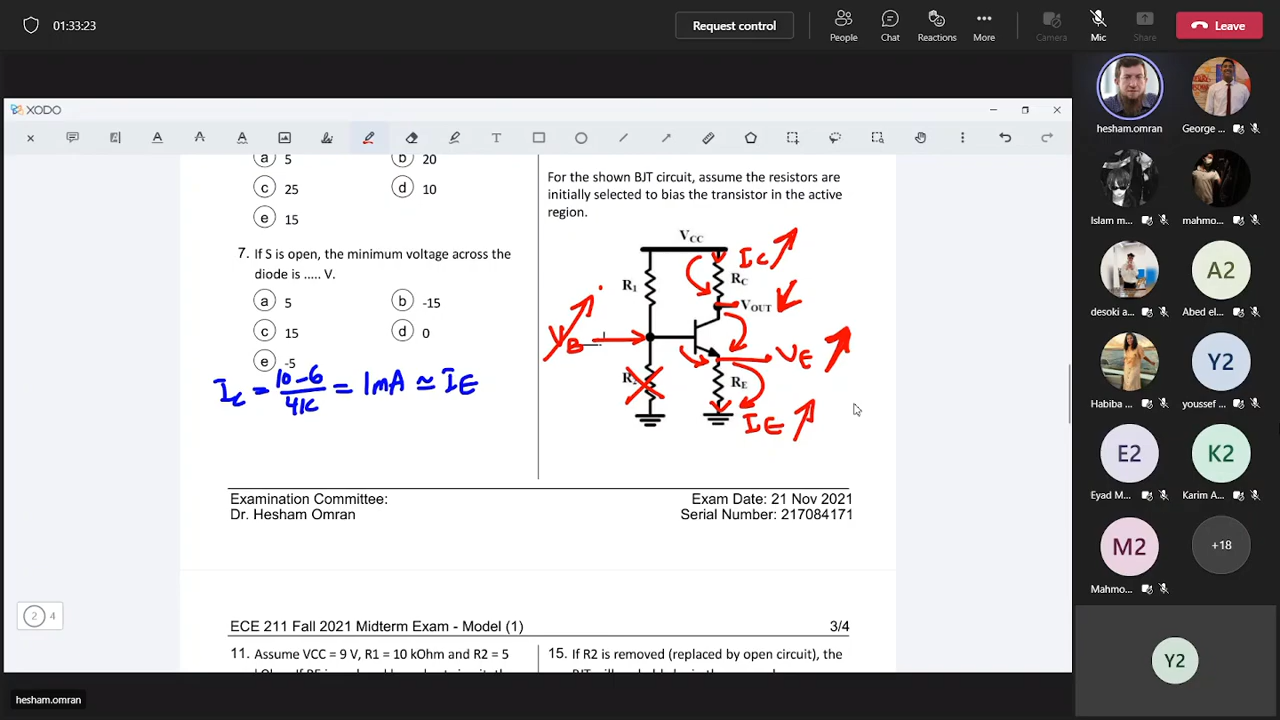 01:33:23
Request control
People
Chat
Reactions
More
Camera
Mic
Share
Leave
XODO
a 5
b 20
c 25
d 10
e 15
7. If S is open, the minimum voltage across the
diode is ..... V.
a 5
b -15
c 15
d 0
e -5
Ic = 10-6 / 4K = 1mA ≃ IE
For the shown BJT circuit, assume the resistors are
initially selected to bias the transistor in the active
region.
VCC
IC
R1
RC
VOUT
VB
VE
RE
IE
Examination Committee:
Dr. Hesham Omran
Exam Date: 21 Nov 2021
Serial Number: 217084171
2 4
ECE 211 Fall 2021 Midterm Exam - Model (1)
3/4
11. Assume VCC = 9 V, R1 = 10 kOhm and R2 = 5
15. If R2 is removed (replaced by open circuit), the
hesham.omran
George ...
Islam m...
mahmo...
desoki a...
A2
Abed el...
Habiba ...
Y2
youssef ...
E2
Eyad M...
K2
Karim A...
M2
Mahmo...
+18
Y2
hesham.omran